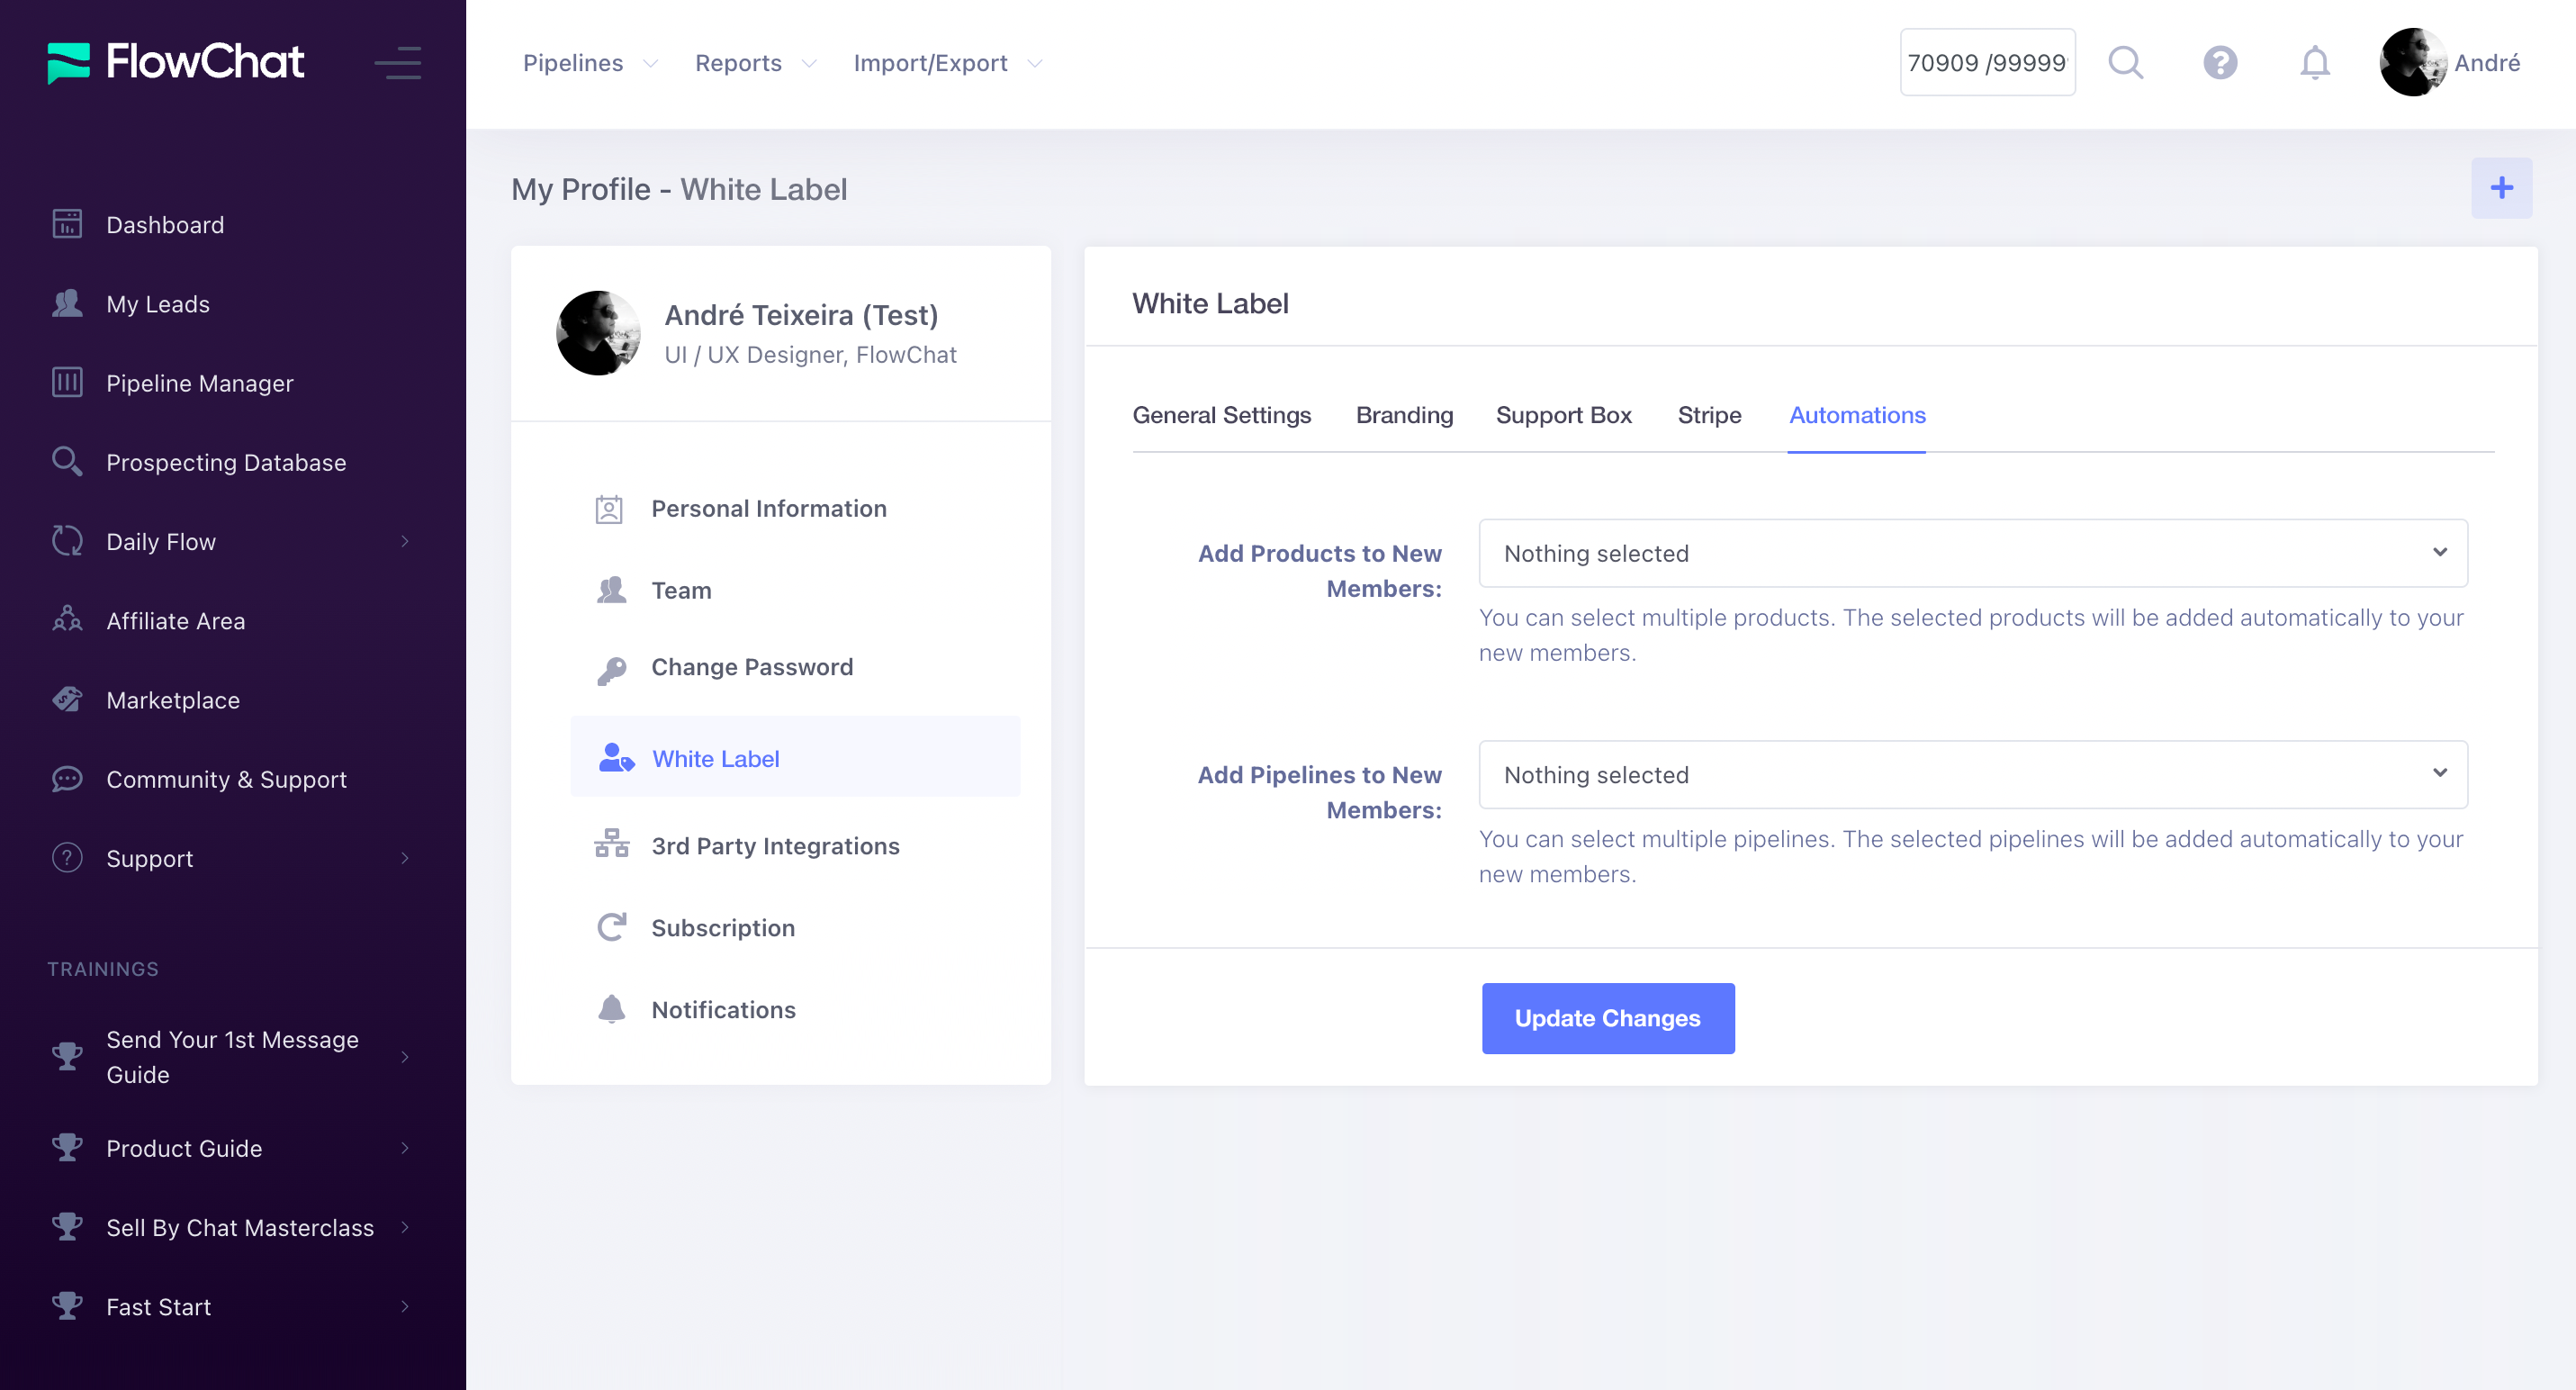 FlowChat
Pipelines
Reports
Import/Export
70909 /99999
André
Dashboard
My Leads
Pipeline Manager
Prospecting Database
Daily Flow
Affiliate Area
Marketplace
Community & Support
Support
TRAININGS
Send Your 1st Message
Guide
Product Guide
Sell By Chat Masterclass
Fast Start
My Profile - White Label
André Teixeira (Test)
UI / UX Designer, FlowChat
Personal Information
Team
Change Password
White Label
3rd Party Integrations
Subscription
Notifications
White Label
General Settings
Branding
Support Box
Stripe
Automations
Add Products to New
Members:
Nothing selected
You can select multiple products. The selected products will be added automatically to your
new members.
Add Pipelines to New
Members:
Nothing selected
You can select multiple pipelines. The selected pipelines will be added automatically to your
new members.
Update Changes